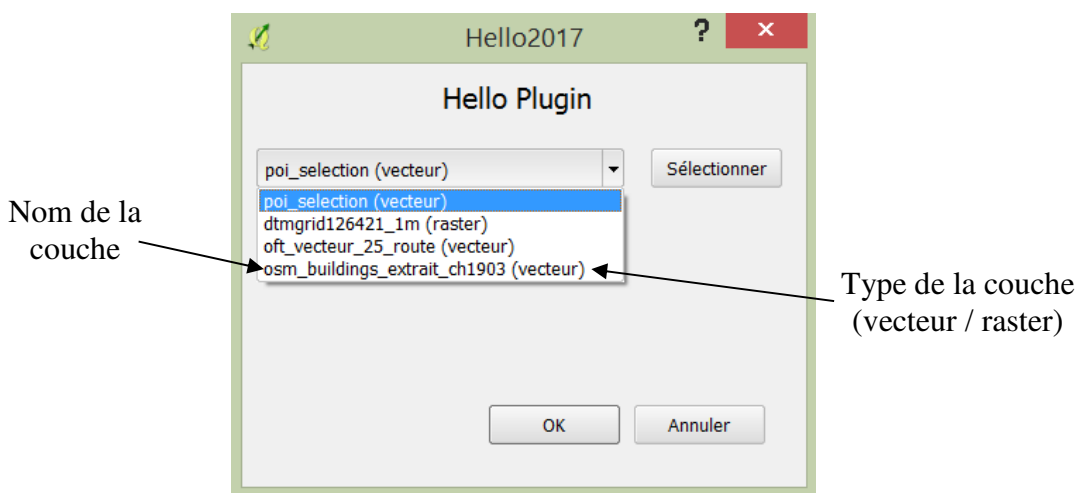 Hello2017
?
x
Hello Plugin
poi_selection (vecteur)
Sélectionner
poi_selection (vecteur)
dtmgrid126421_1m (raster)
oft_vecteur_25_route (vecteur)
osm_buildings_extrait_ch1903 (vecteur)
Nom de la
couche
Type de la couche
(vecteur / raster)
OK
Annuler